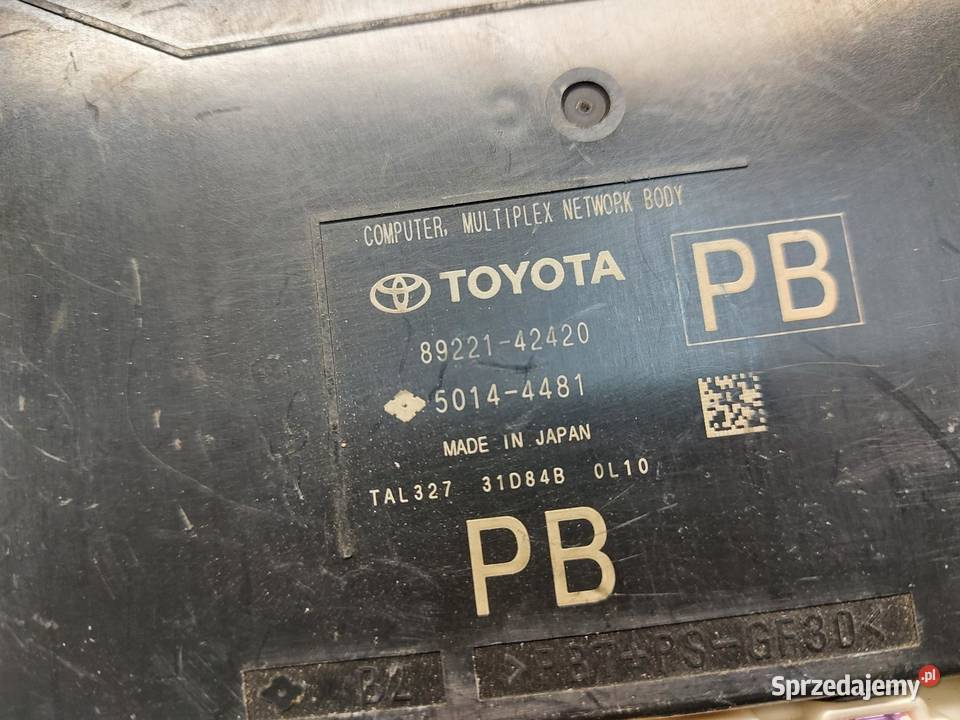 COMPUTER, MULTIPLEX NETWORK BODY
TOYOTA
PB
89221-42420
5014-4481
MADE IN JAPAN
TAL327 31D84B 0L10
PB
B2
>PBT+PS-GF30<
Sprzedajemy.pl